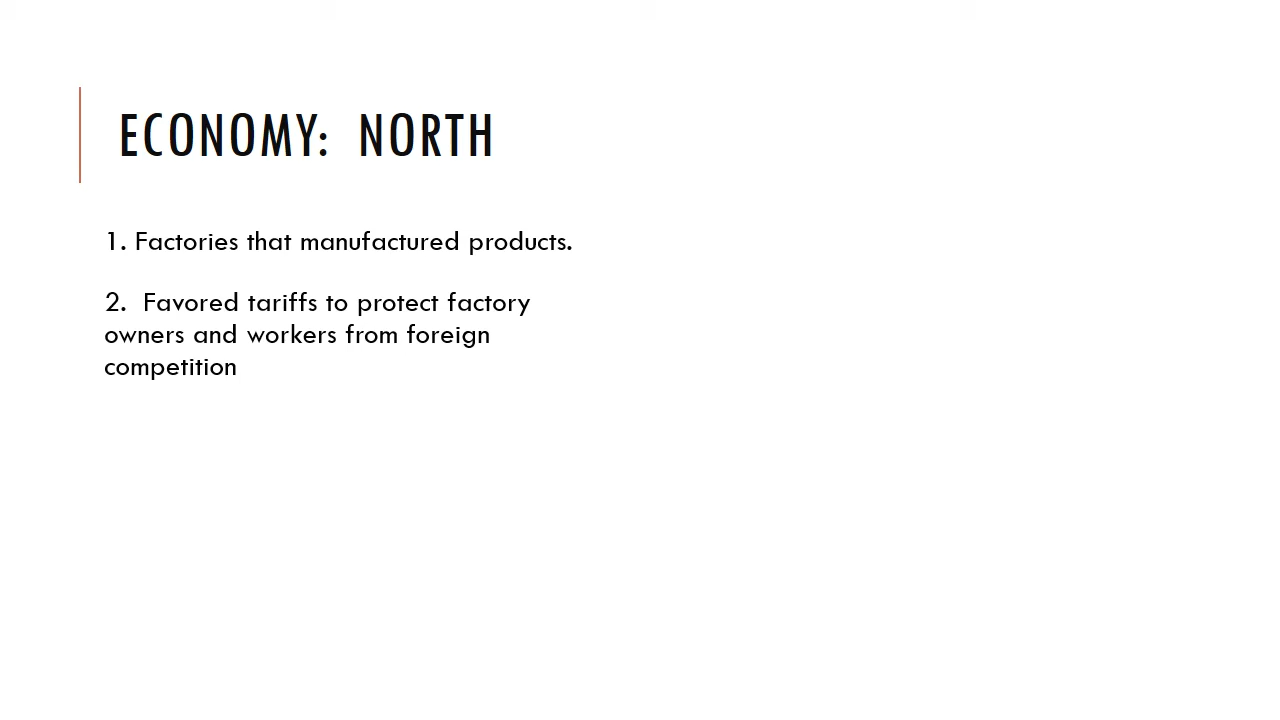 ECONOMY: NORTH
1. Factories that manufactured products.
2. Favored tariffs to protect factory
owners and workers from foreign
competition